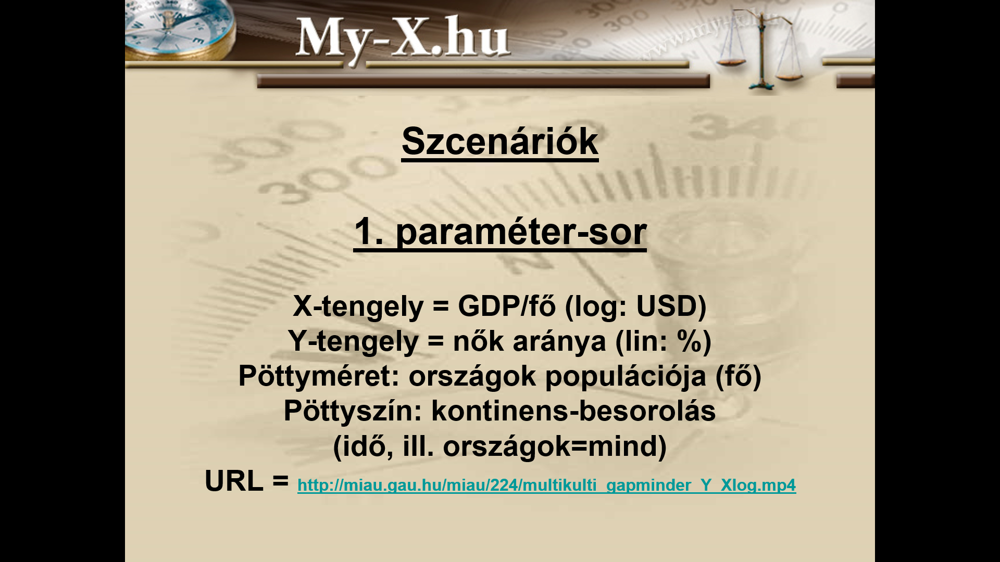 My-X.hu
www.my-x.hu
Szcenáriók
1. paraméter-sor
X-tengely = GDP/fő (log: USD)
Y-tengely = nők aránya (lin: %)
Pöttyméret: országok populációja (fő)
Pöttyszín: kontinens-besorolás
(idő, ill. országok=mind)
URL = http://miau.gau.hu/miau/224/multikulti_gapminder_Y_Xlog.mp4